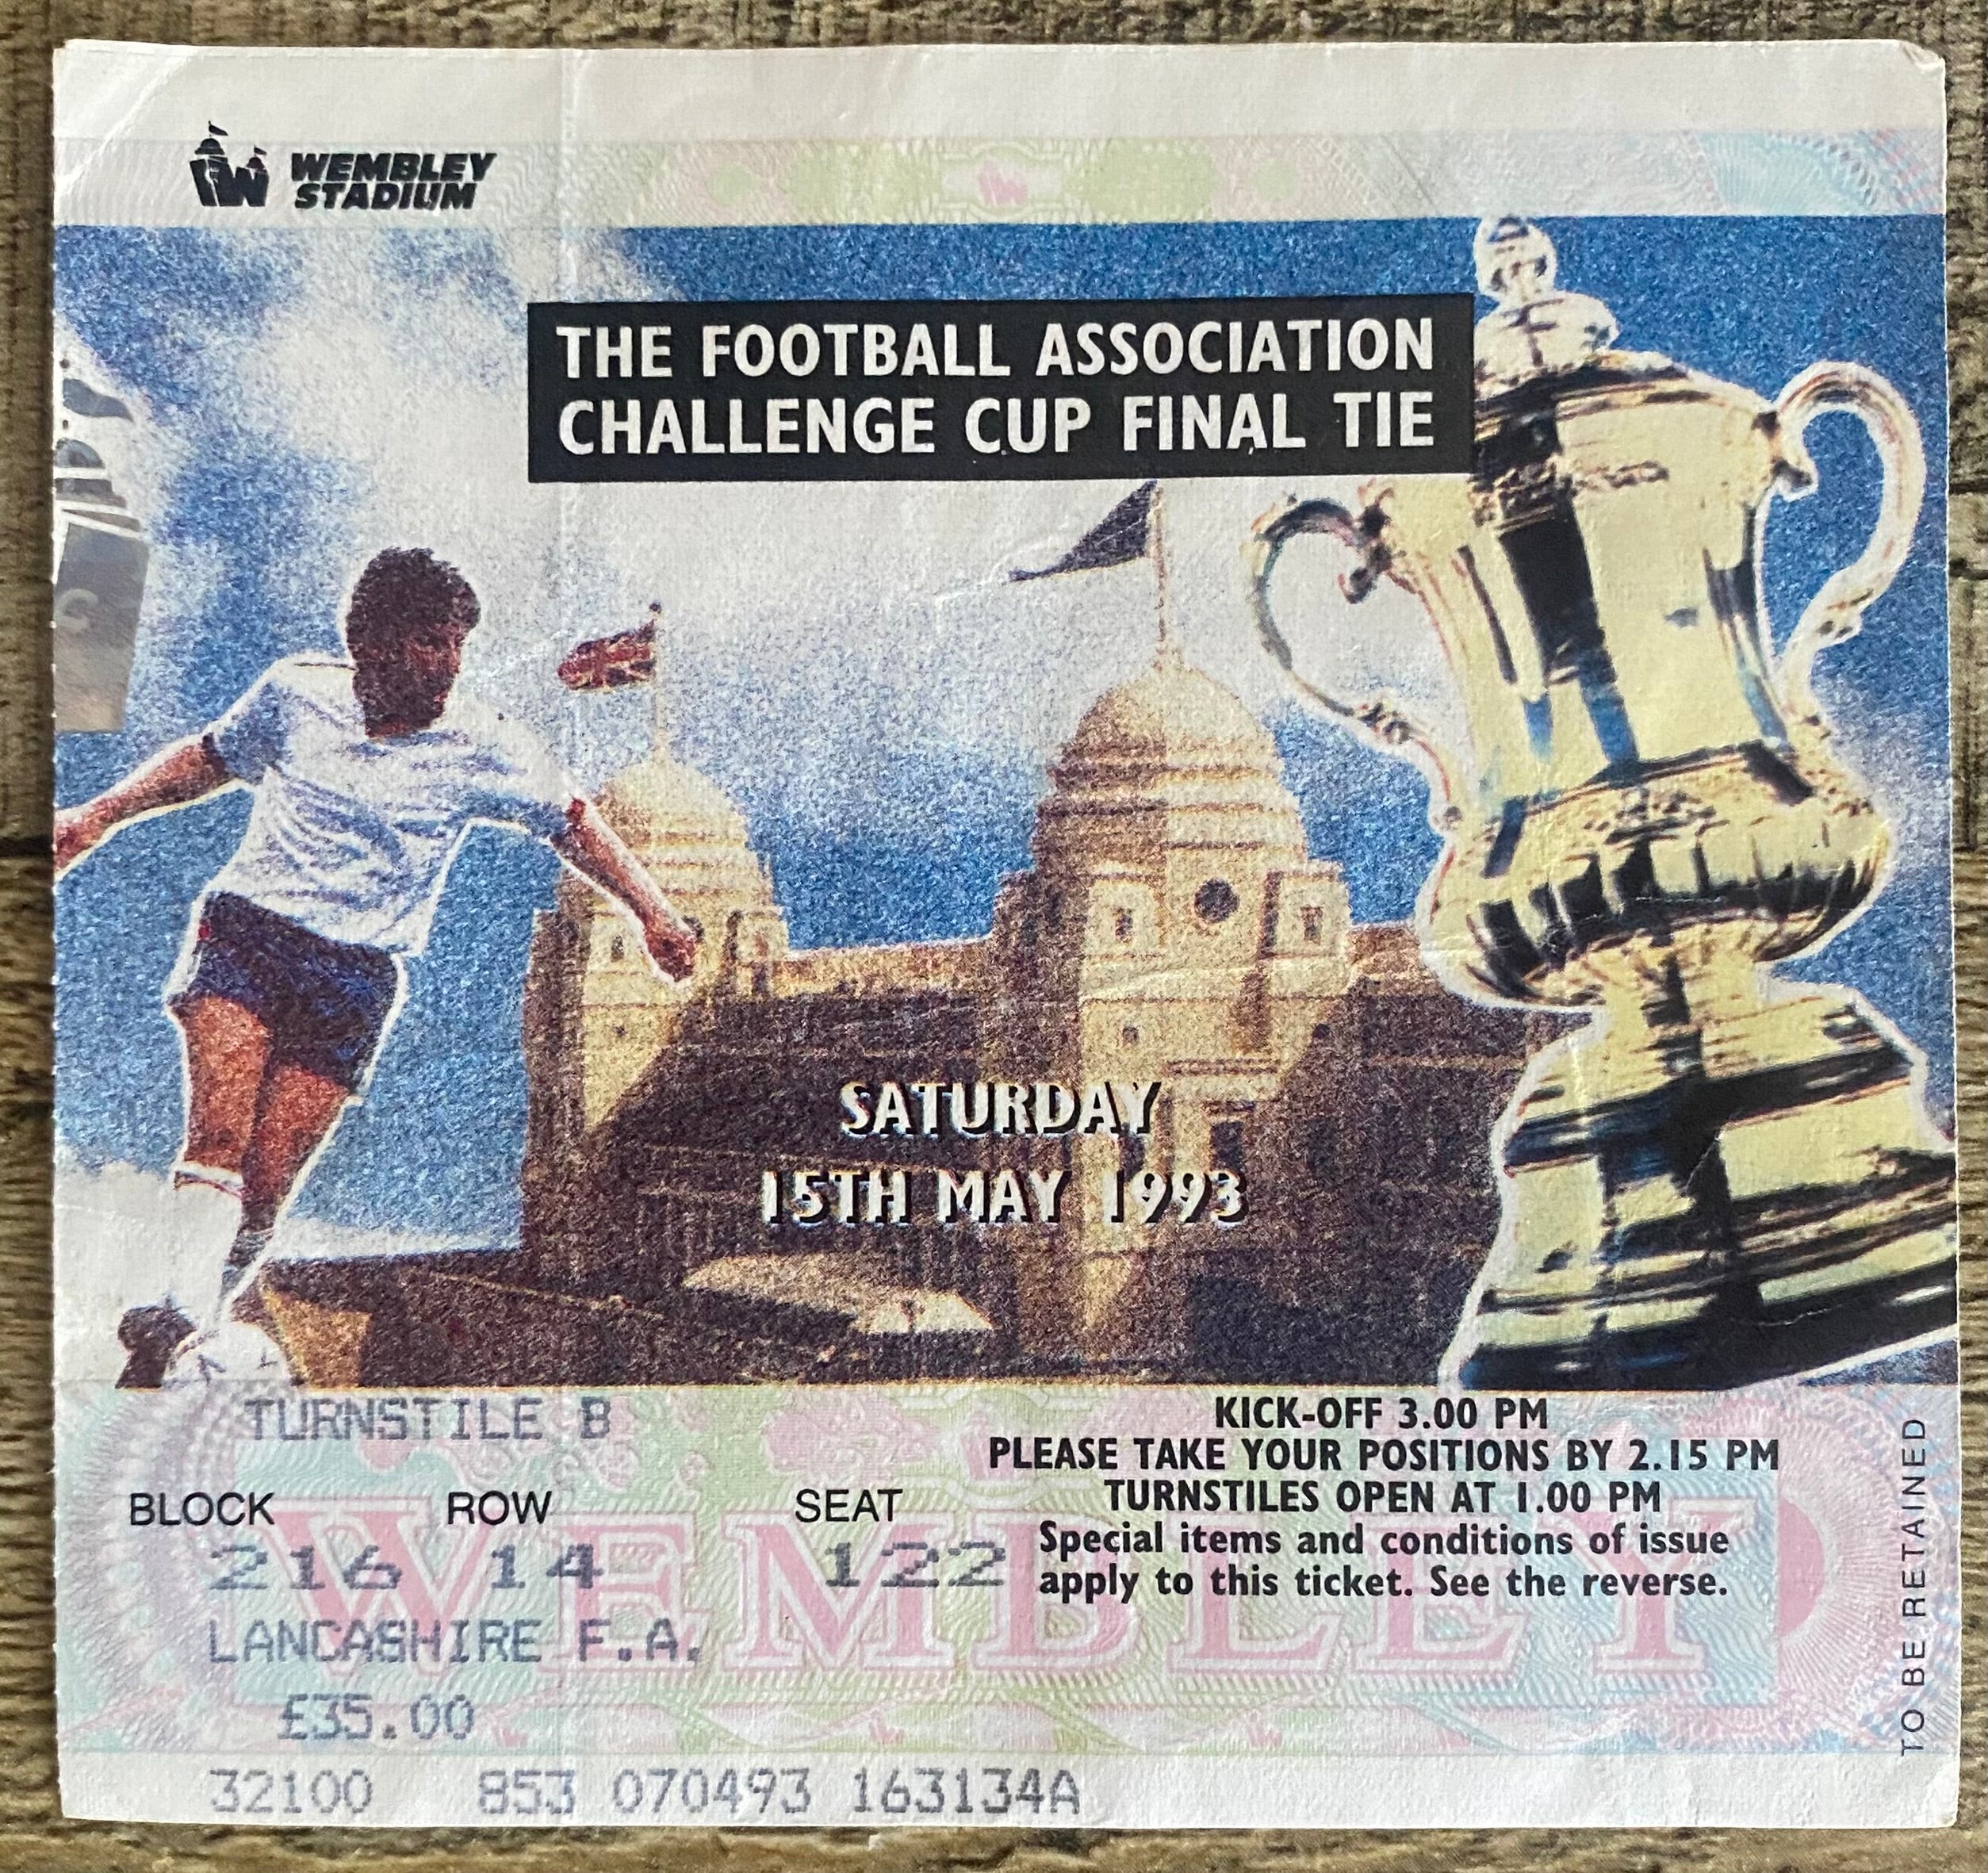 WEMBLEY
STADIUM
THE FOOTBALL ASSOCIATION
CHALLENGE CUP FINAL TIE
SATURDAY
15TH MAY 1993
TURNSTILE B
BLOCK ROW SEAT
216 14 122
LANCASHIRE F.A.
£35.00
32100 853 070493 163134A
KICK-OFF 3.00 PM
PLEASE TAKE YOUR POSITIONS BY 2.15 PM
TURNSTILES OPEN AT 1.00 PM
Special items and conditions of issue
apply to this ticket. See the reverse.
WEMBLEY
TO BE RETAINED